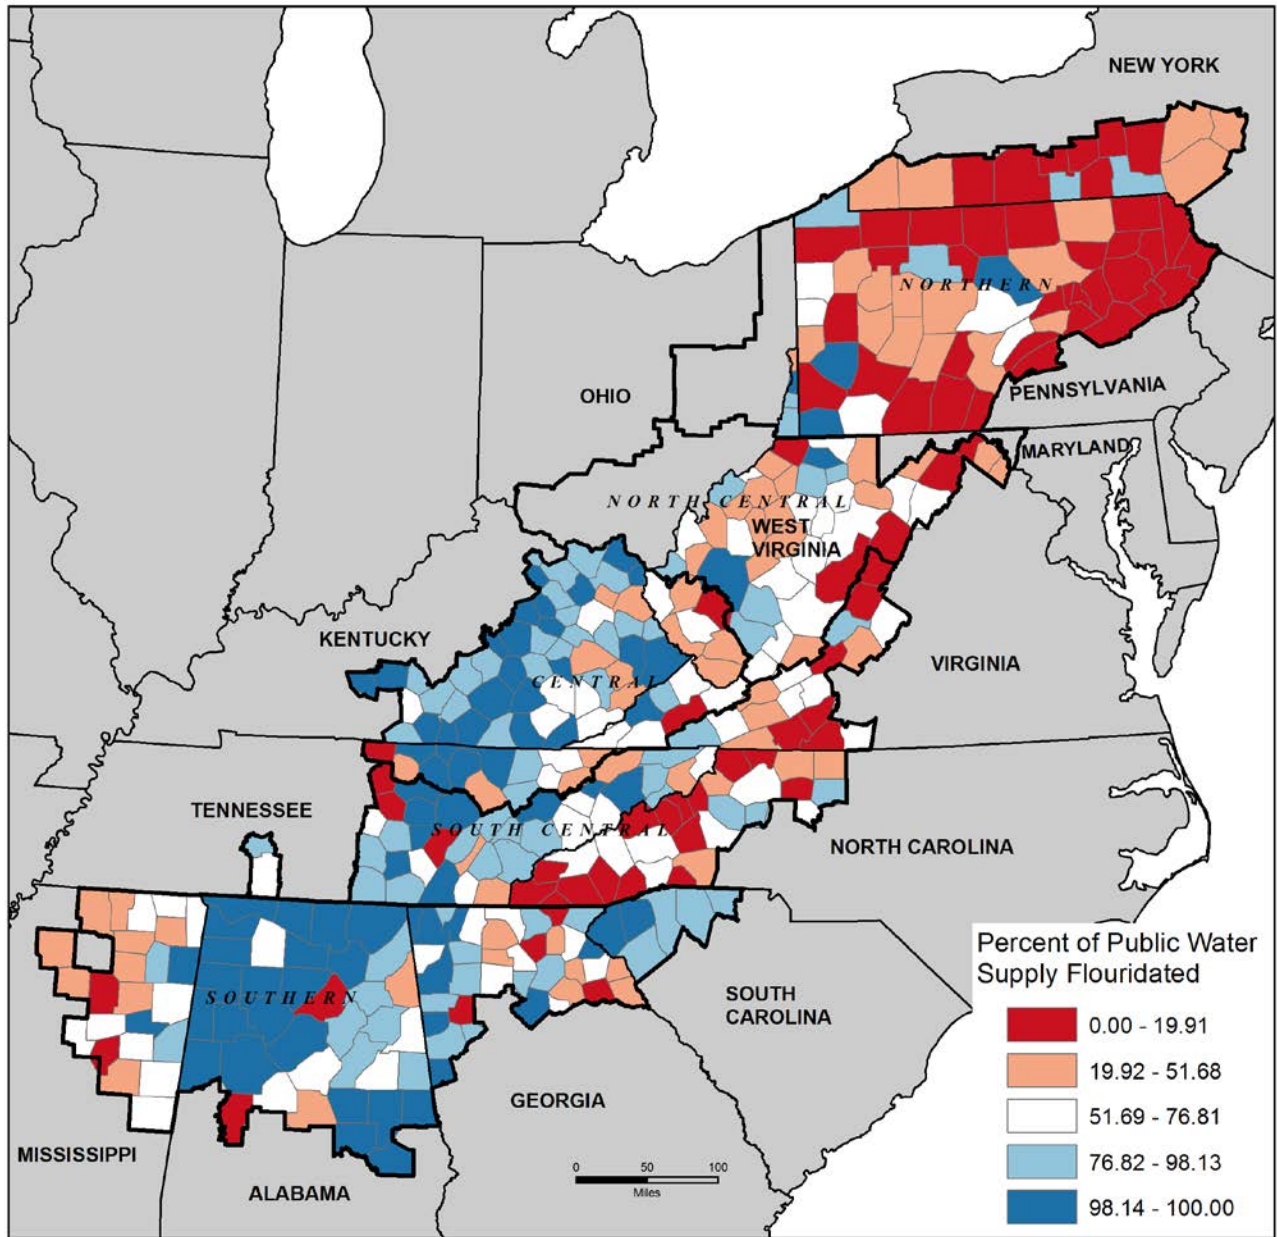 NEW YORK
NORTHERN
PENNSYLVANIA
OHIO
MARYLAND
NORTH CENTRAL
WEST
VIRGINIA
KENTUCKY
VIRGINIA
CENTRAL
TENNESSEE
SOUTH CENTRAL
NORTH CAROLINA
Percent of Public Water
Supply Flouridated
SOUTHERN
SOUTH
CAROLINA
0.00 - 19.91
19.92 - 51.68
GEORGIA
51.69 - 76.81
MISSISSIPPI
0 50 100
Miles
76.82 - 98.13
ALABAMA
98.14 - 100.00